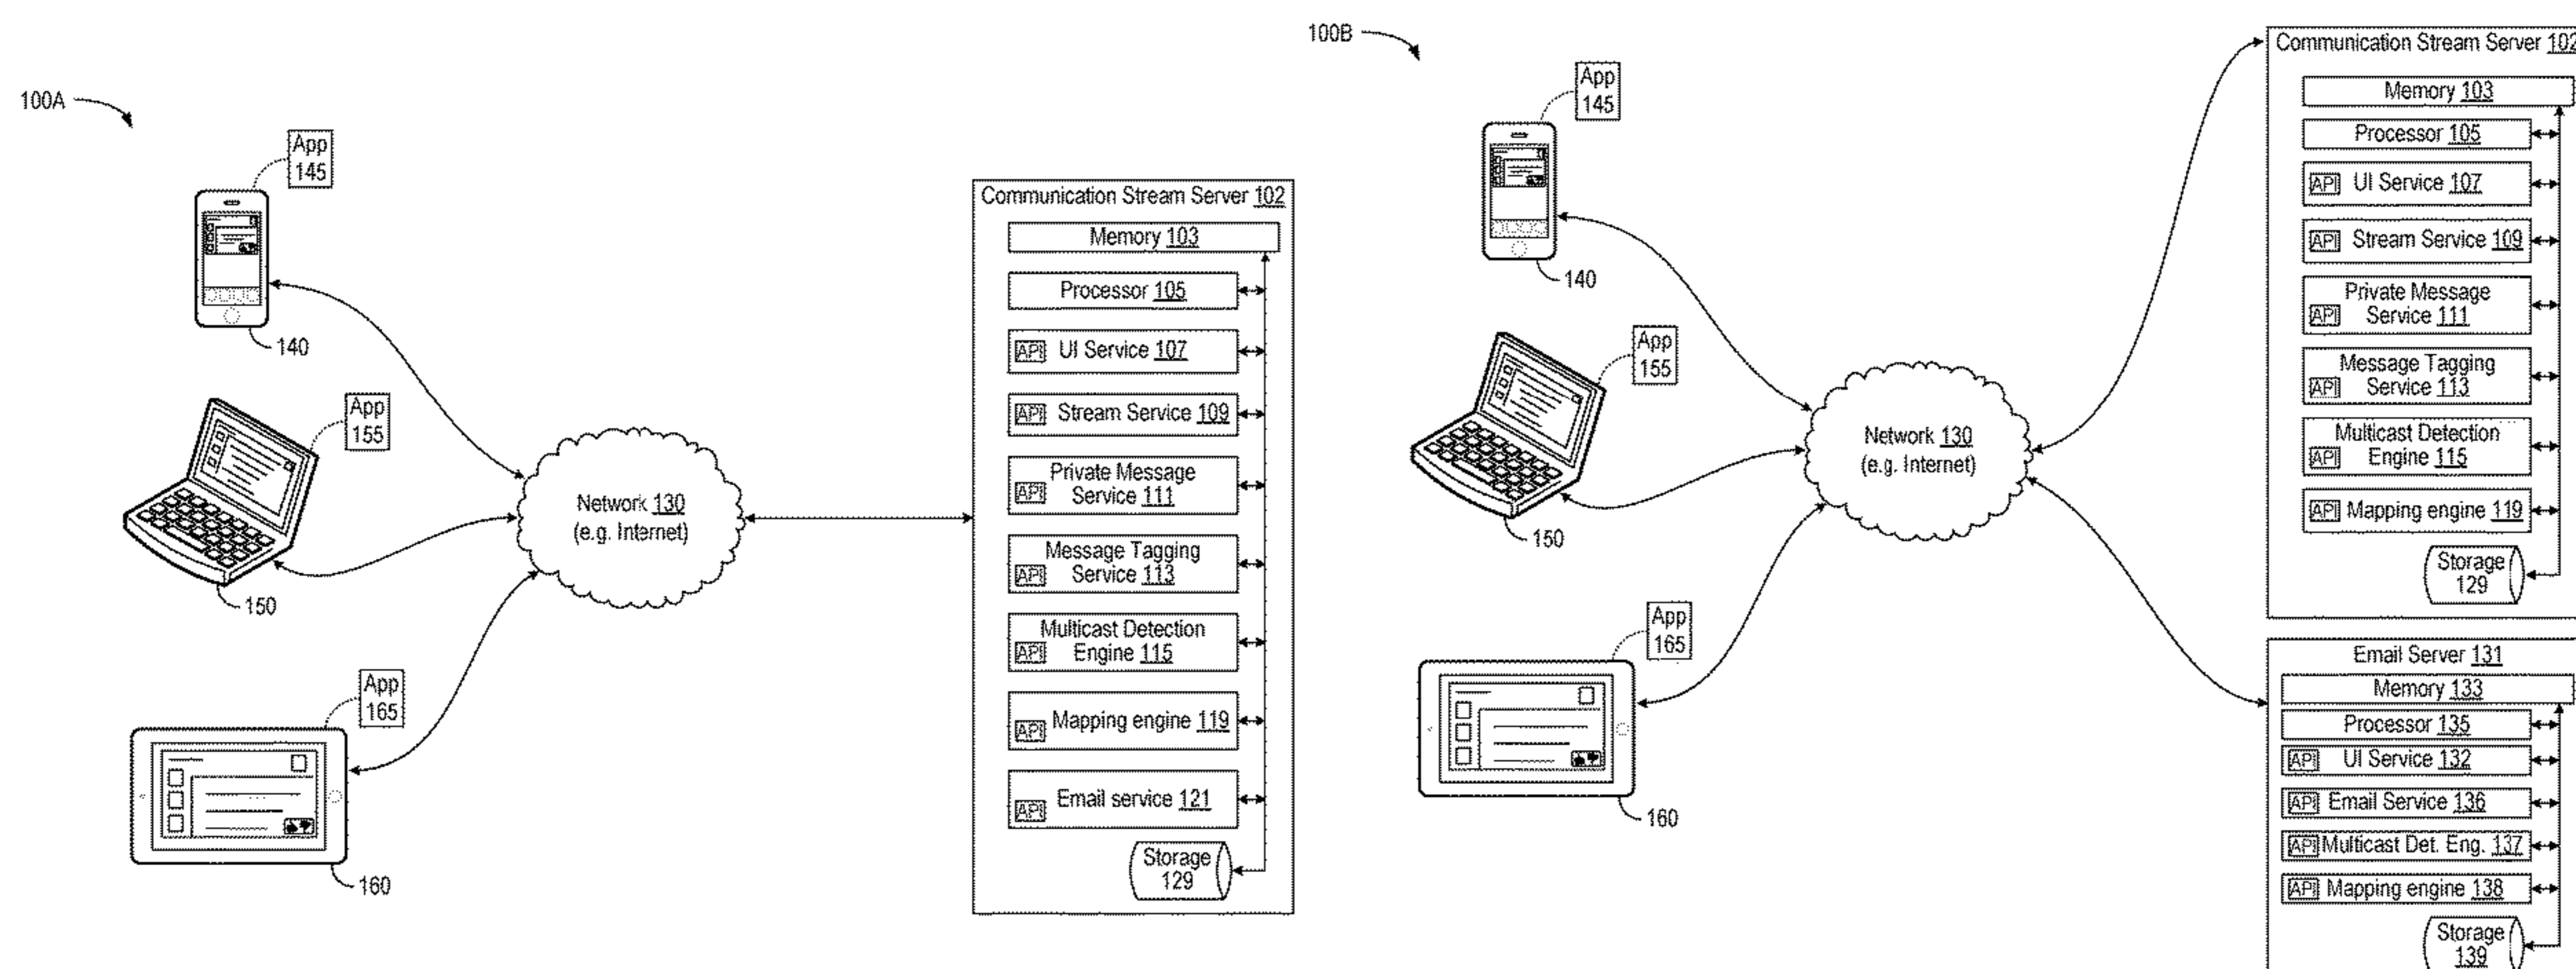 100A
App
145
140
App
155
150
App
165
160
Network 130
(e.g. Internet)
Communication Stream Server 102
Memory 103
Processor 105
API UI Service 107
API Stream Service 109
Private Message
API Service 111
Message Tagging
API Service 113
Multicast Detection
API Engine 115
API Mapping engine 119
API Email service 121
Storage
129
100B
App
145
140
App
155
150
App
165
160
Network 130
(e.g. Internet)
Communication Stream Server 102
Memory 103
Processor 105
API UI Service 107
API Stream Service 109
Private Message
API Service 111
Message Tagging
API Service 113
Multicast Detection
API Engine 115
API Mapping engine 119
Storage
129
Email Server 131
Memory 133
Processor 135
API UI Service 132
API Email Service 136
API Multicast Det. Eng. 137
API Mapping engine 138
Storage
139